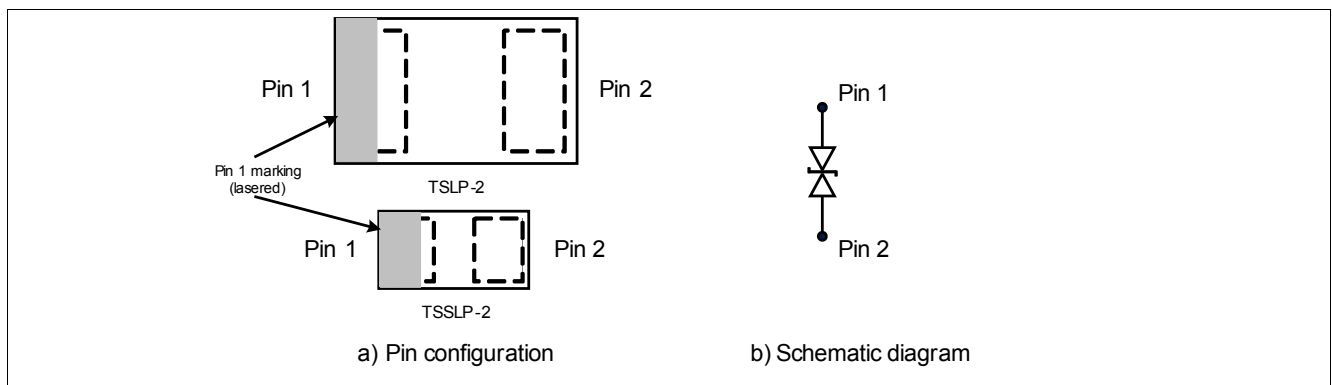 Pin 1
Pin 2
Pin 1 marking
(lasered)
TSLP-2
Pin 1
Pin 2
TSSLP-2
a) Pin configuration
Pin 1
Pin 2
b) Schematic diagram